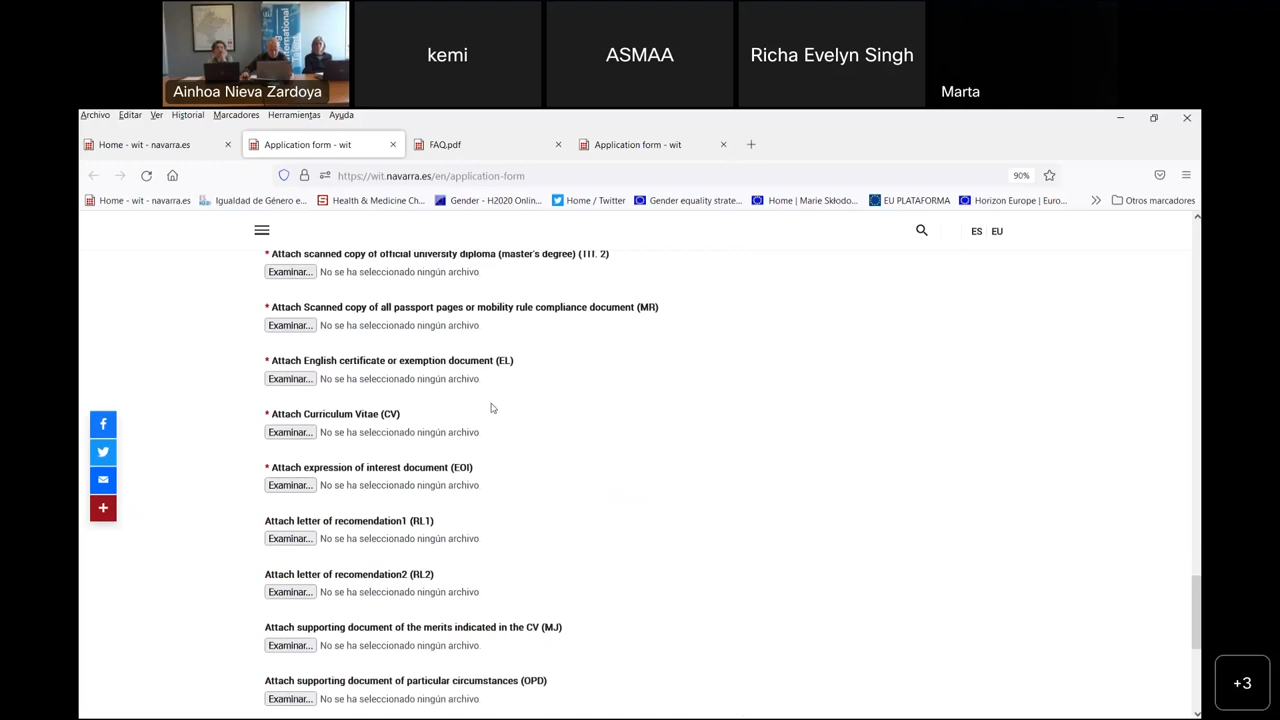 International
Ainhoa Nieva Zardoya
kemi
ASMAA
Richa Evelyn Singh
Marta
Archivo Editar Ver Historial Marcadores Herramientas Ayuda
Home - wit - navarra.es
Application form - wit
FAQ.pdf
Application form - wit
https://wit.navarra.es/en/application-form
90%
Home - wit - navarra.es
Igualdad de Género e...
Health & Medicine Ch...
Gender - H2020 Onlin...
Home / Twitter
Gender equality strate...
Home | Marie Skłodo...
EU PLATAFORMA
Horizon Europe | Euro...
Otros marcadores
ES EU
* Attach scanned copy of official university diploma (master's degree) (TIT. 2)
Examinar... No se ha seleccionado ningún archivo
* Attach Scanned copy of all passport pages or mobility rule compliance document (MR)
Examinar... No se ha seleccionado ningún archivo
* Attach English certificate or exemption document (EL)
Examinar... No se ha seleccionado ningún archivo
* Attach Curriculum Vitae (CV)
Examinar... No se ha seleccionado ningún archivo
* Attach expression of interest document (EOI)
Examinar... No se ha seleccionado ningún archivo
Attach letter of recomendation1 (RL1)
Examinar... No se ha seleccionado ningún archivo
Attach letter of recomendation2 (RL2)
Examinar... No se ha seleccionado ningún archivo
Attach supporting document of the merits indicated in the CV (MJ)
Examinar... No se ha seleccionado ningún archivo
Attach supporting document of particular circumstances (OPD)
Examinar... No se ha seleccionado ningún archivo
+3